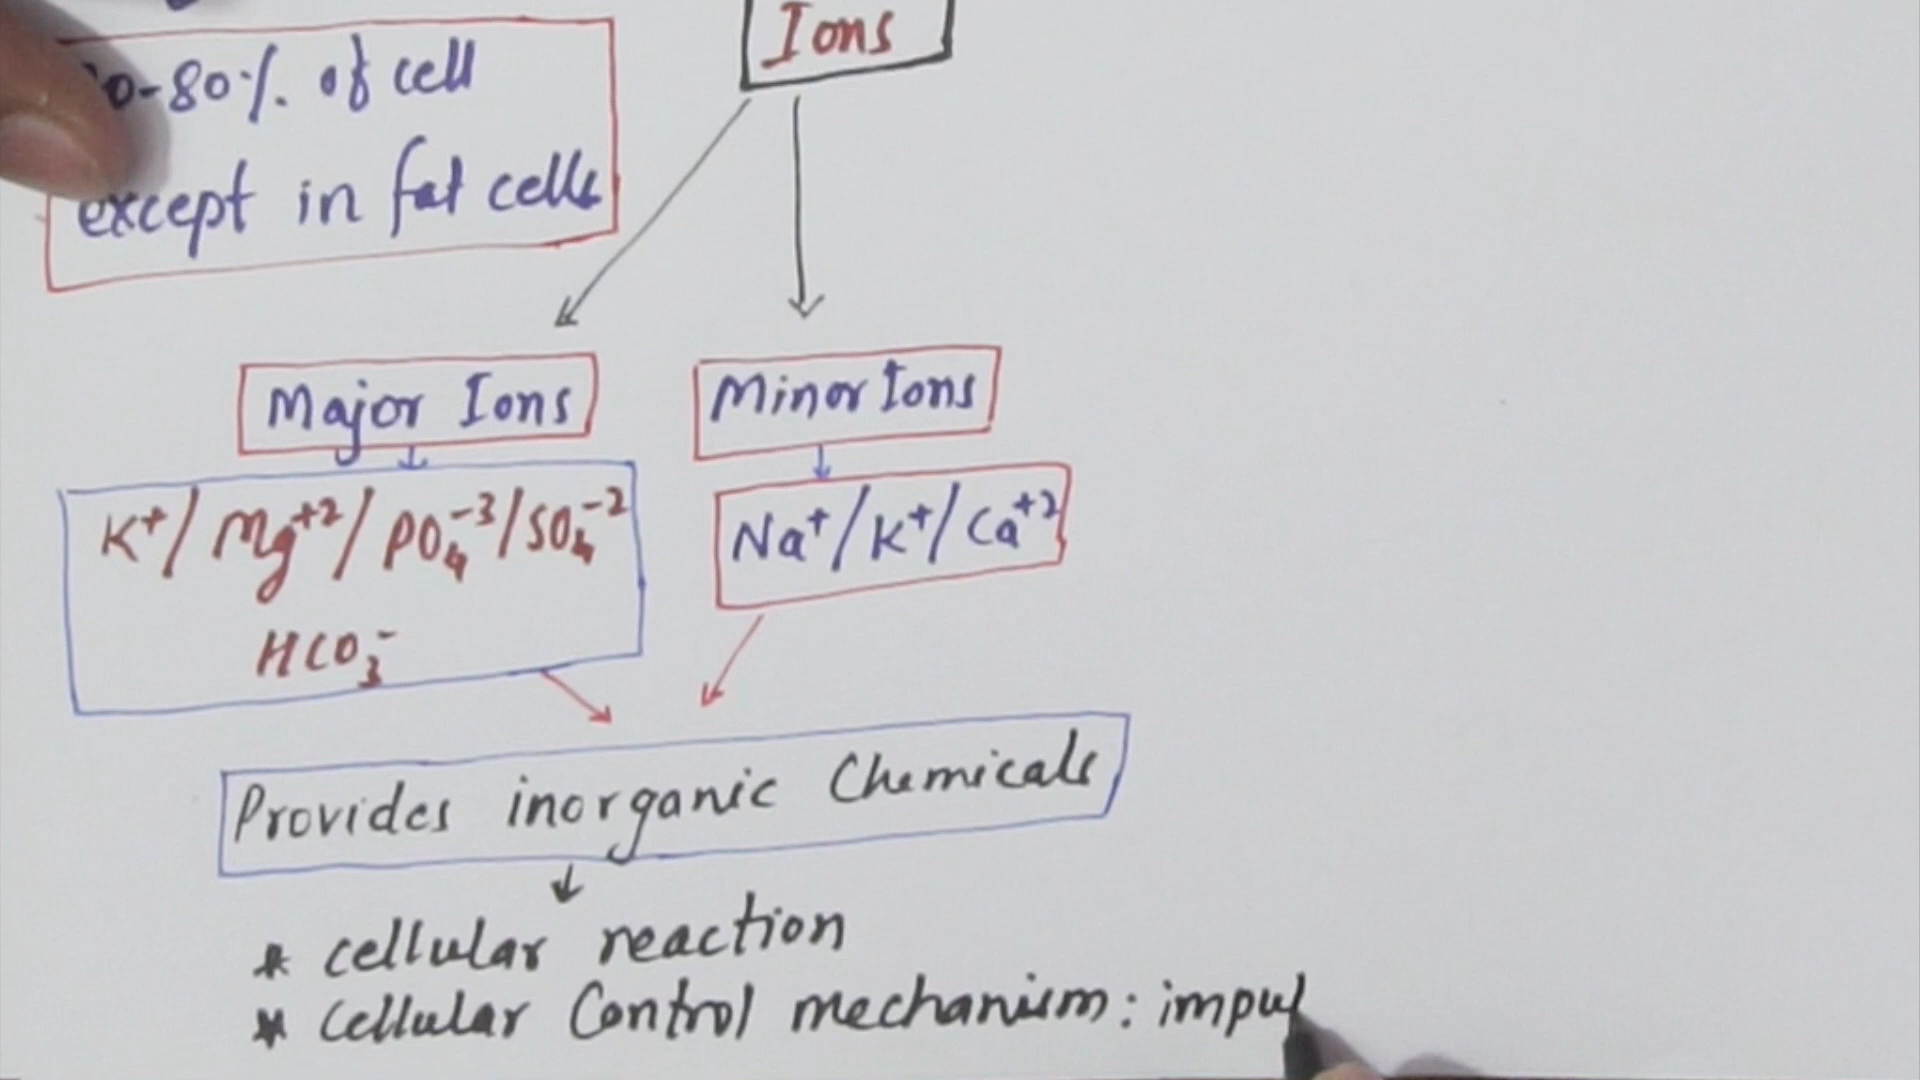 Ions
0-80%. of cell
except in fat cells
Major Ions
Minor Ions
K⁺/Mg⁺²/PO₄⁻³/SO₄⁻²
HCO₃⁻
Na⁺/K⁺/Ca⁺²
Provides inorganic Chemicals
* cellular reaction
* Cellular Control mechanism: impul